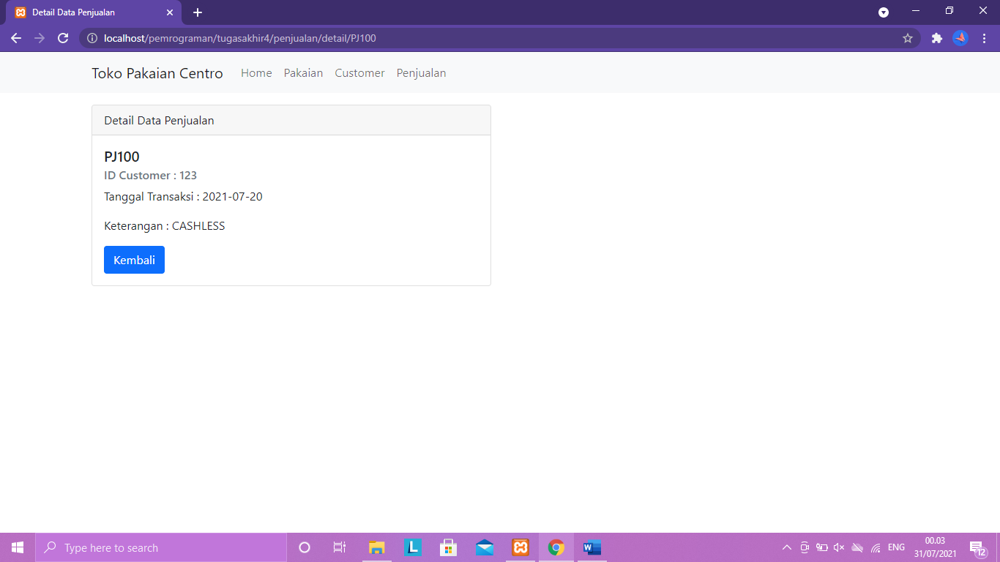 Detail Data Penjualan
localhost/pemrograman/tugasakhir4/penjualan/detail/PJ100
Toko Pakaian Centro Home Pakaian Customer Penjualan
Detail Data Penjualan
PJ100
ID Customer : 123
Tanggal Transaksi : 2021-07-20
Keterangan : CASHLESS
Kembali
Type here to search
L
W
ENG
00.03
31/07/2021
12